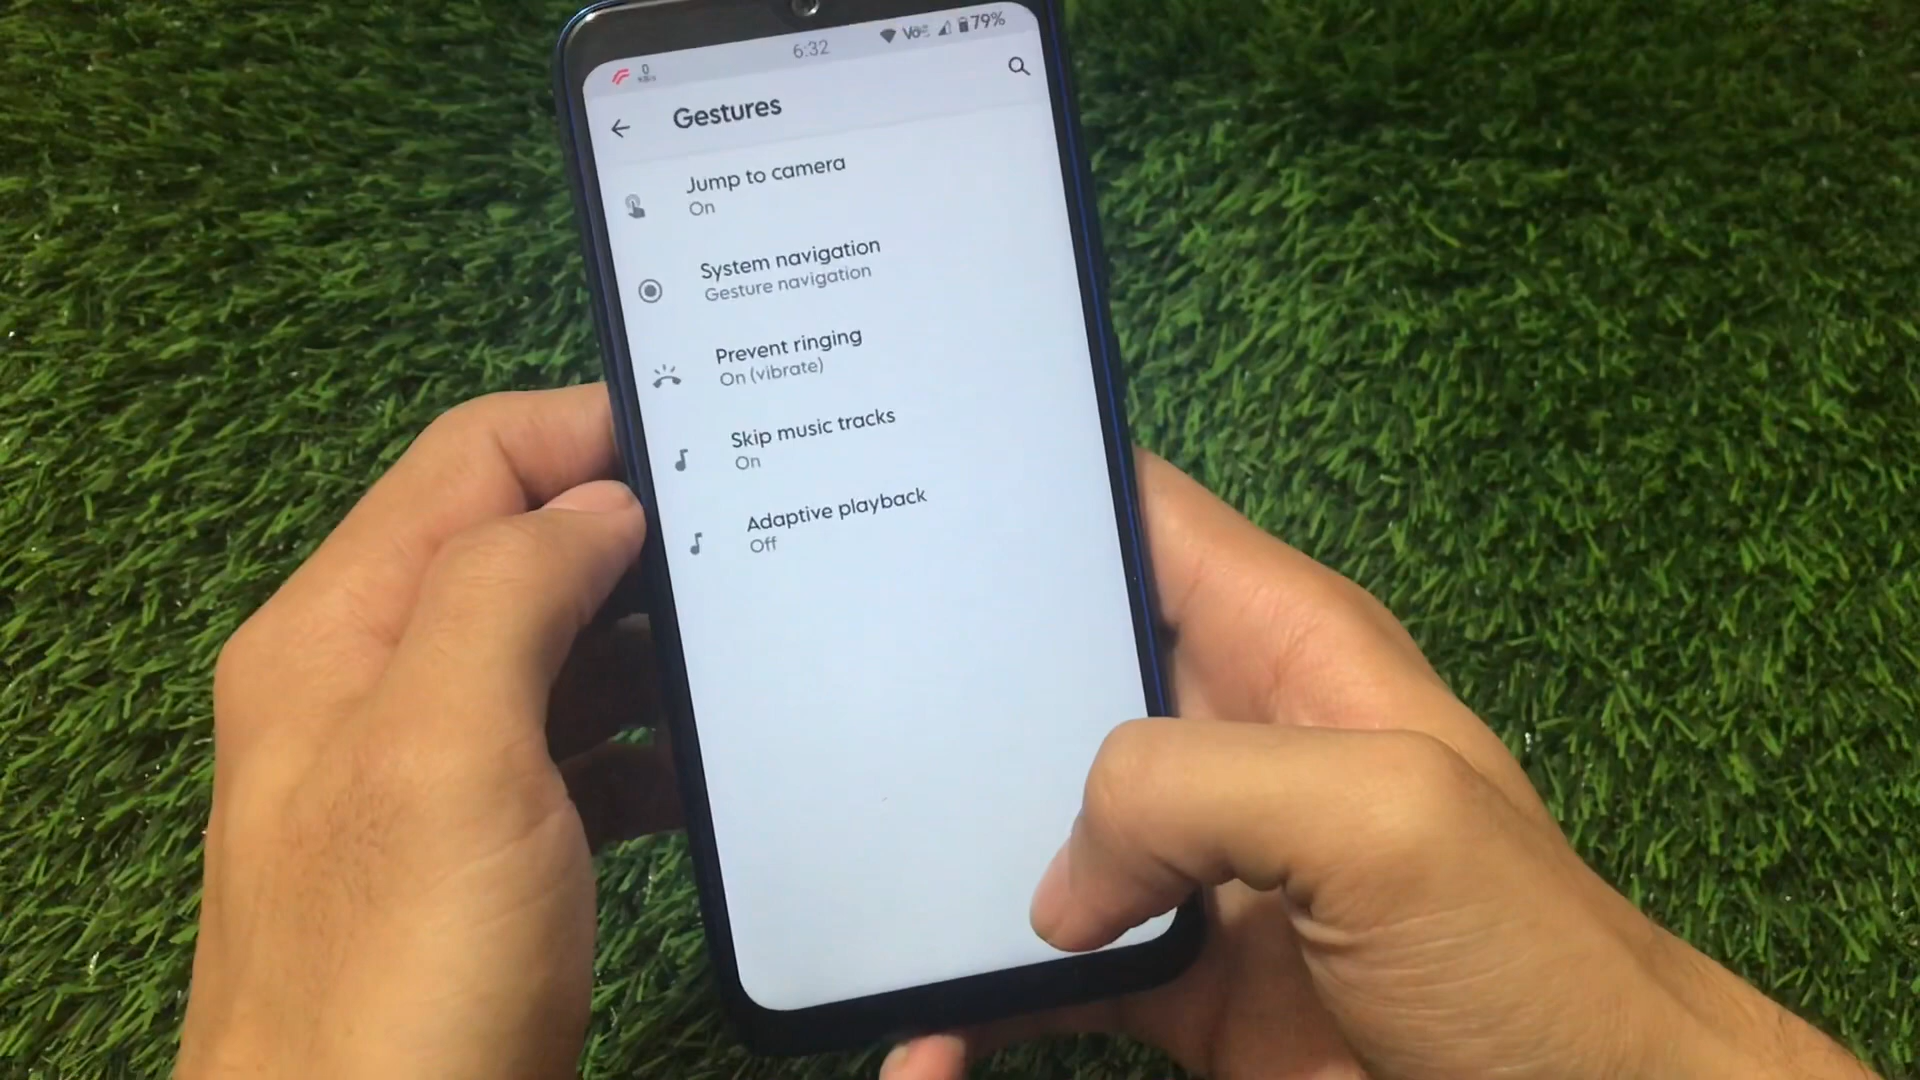 6:32
79%
0
Gestures
Jump to camera
On
System navigation
Gesture navigation
Prevent ringing
On (vibrate)
Skip music tracks
On
Adaptive playback
Off